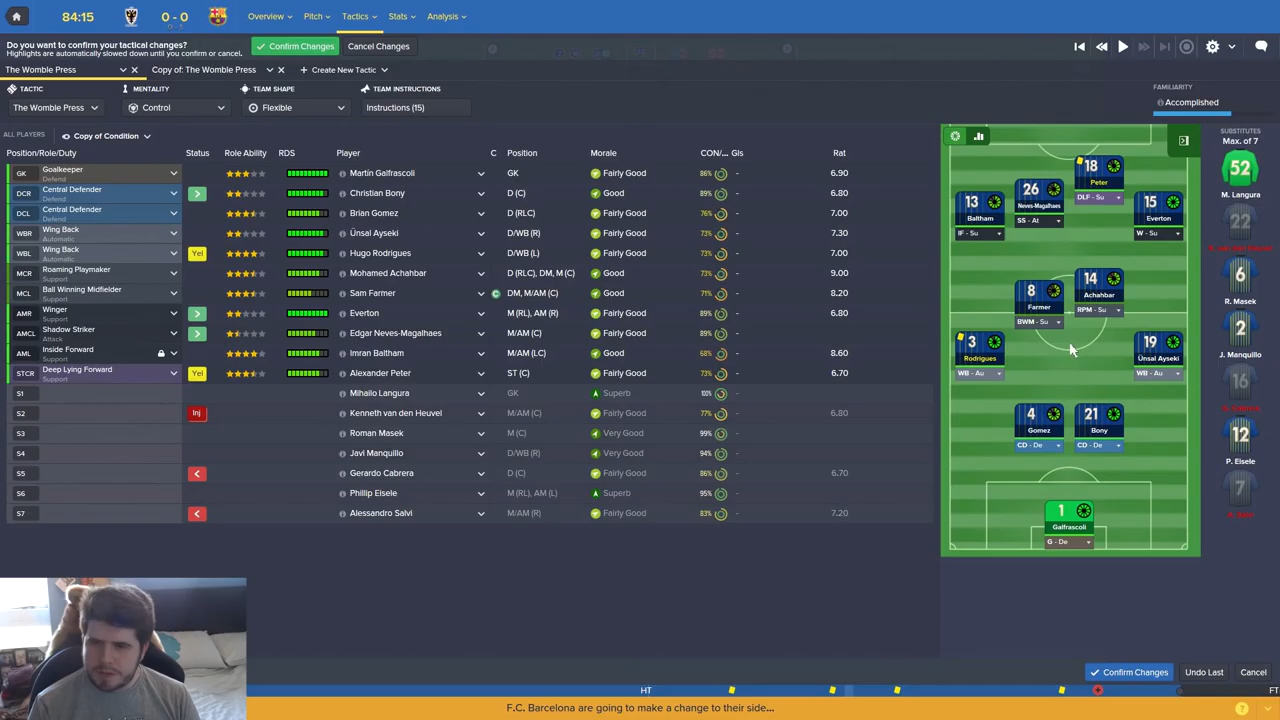 84:15 0 - 0 Overview Pitch Tactics Stats Analysis
Do you want to confirm your tactical changes? Confirm Changes Cancel Changes
Highlights are automatically slowed down until you confirm or cancel.
The Womble Press Copy of: The Womble Press + Create New Tactic
TACTIC MENTALITY TEAM SHAPE TEAM INSTRUCTIONS FAMILIARITY
The Womble Press Control Flexible Instructions (15) Accomplished
ALL PLAYERS Copy of Condition
Position/Role/Duty Status Role Ability RDS Player C Position Morale CON/... Gls Rat
GK Goalkeeper Defend Martín Galfrascoli GK Fairly Good 86% - 6.90
DCR Central Defender Defend Christian Bony D (C) Good 89% - 6.80
DCL Central Defender Defend Brian Gomez D (RLC) Good 76% - 7.00
WBR Wing Back Automatic Ünsal Ayseki D/WB (R) Fairly Good 73% - 7.30
WBL Wing Back Automatic Yel Hugo Rodrigues D/WB (L) Fairly Good 73% - 7.00
MCR Roaming Playmaker Support Mohamed Achahbar D (RLC), DM, M (C) Good 73% - 9.00
MCL Ball Winning Midfielder Support Sam Farmer C DM, M/AM (C) Good 71% - 8.20
AMR Winger Support Everton M (RL), AM (R) Fairly Good 89% - 6.80
AMCL Shadow Striker Attack Edgar Neves-Magalhaes M/AM (C) Fairly Good 89% -
AML Inside Forward Support Imran Baltham M/AM (LC) Good 68% - 8.60
STCR Deep Lying Forward Support Yel Alexander Peter ST (C) Fairly Good 73% - 6.70
S1 Mihailo Langura GK Superb 100% -
S2 Inj Kenneth van den Heuvel M/AM (C) Fairly Good 77% - 6.80
S3 Roman Masek M (C) Very Good 99% -
S4 Javi Manquillo D/WB (R) Very Good 94% -
S5 Gerardo Cabrera D (C) Fairly Good 86% - 6.70
S6 Phillip Eisele M (RL), AM (L) Superb 95% -
S7 Alessandro Salvi M/AM (R) Fairly Good 83% - 7.20
18
Peter
DLF - Su
13 26 15
Baltham Neves-Magalhaes Everton
IF - Su SS - At W - Su
8 14
Farmer Achahbar
BWM - Su RPM - Su
3 19
Rodrigues Ünsal Ayseki
WB - Au WB - Au
4 21
Gomez Bony
CD - De CD - De
1
Galfrascoli
G - De
SUBSTITUTES
Max. of 7
52
M. Langura
22
6
R. Masek
2
J. Manquillo
16
12
P. Eisele
7
Confirm Changes Undo Last Cancel
HT FT
F.C. Barcelona are going to make a change to their side...